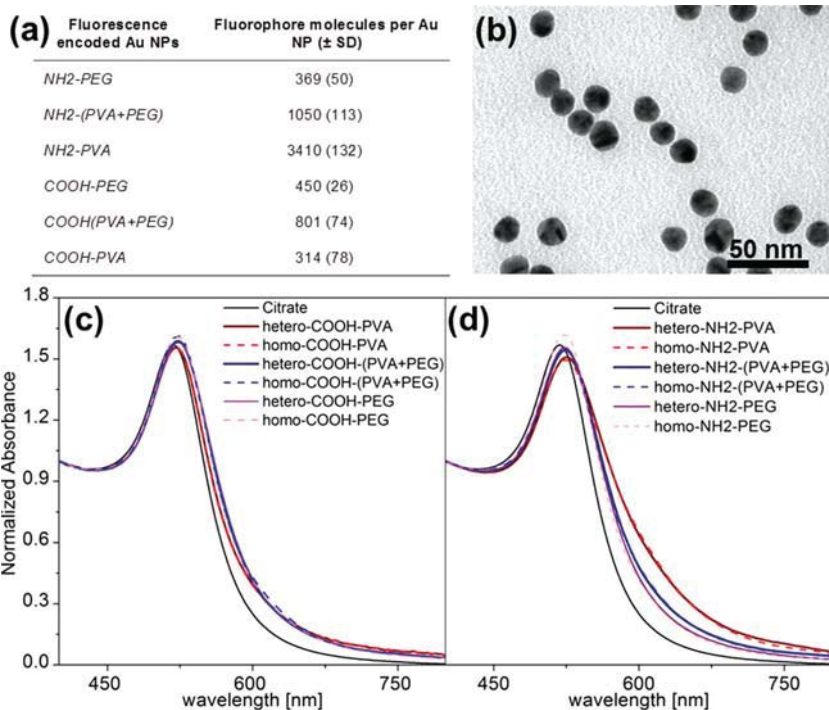 (a)
Fluorescence encoded Au NPs
Fluorophore molecules per Au NP (± SD)
NH2-PEG 369 (50)
NH2-(PVA+PEG) 1050 (113)
NH2-PVA 3410 (132)
COOH-PEG 450 (26)
COOH(PVA+PEG) 801 (74)
COOH-PVA 314 (78)
(b)
50 nm
(c)
Citrate
hetero-COOH-PVA
homo-COOH-PVA
hetero-COOH-(PVA+PEG)
homo-COOH-(PVA+PEG)
hetero-COOH-PEG
homo-COOH-PEG
Normalized Absorbance
1.8
1.5
1.2
0.9
0.6
0.3
0.0
450 600 750
wavelength [nm]
(d)
Citrate
hetero-NH2-PVA
homo-NH2-PVA
hetero-NH2-(PVA+PEG)
homo-NH2-(PVA+PEG)
hetero-NH2-PEG
homo-NH2-PEG
450 600 750
wavelength [nm]